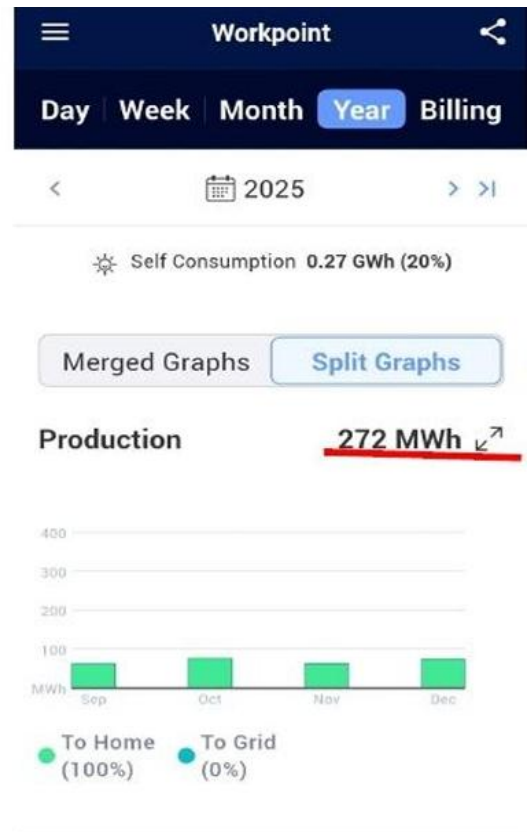 Workpoint
Day Week Month Year Billing
2025
Self Consumption 0.27 GWh (20%)
Merged Graphs Split Graphs
Production 272 MWh
400
300
200
100
MWh
Sep Oct Nov Dec
To Home To Grid
(100%) (0%)